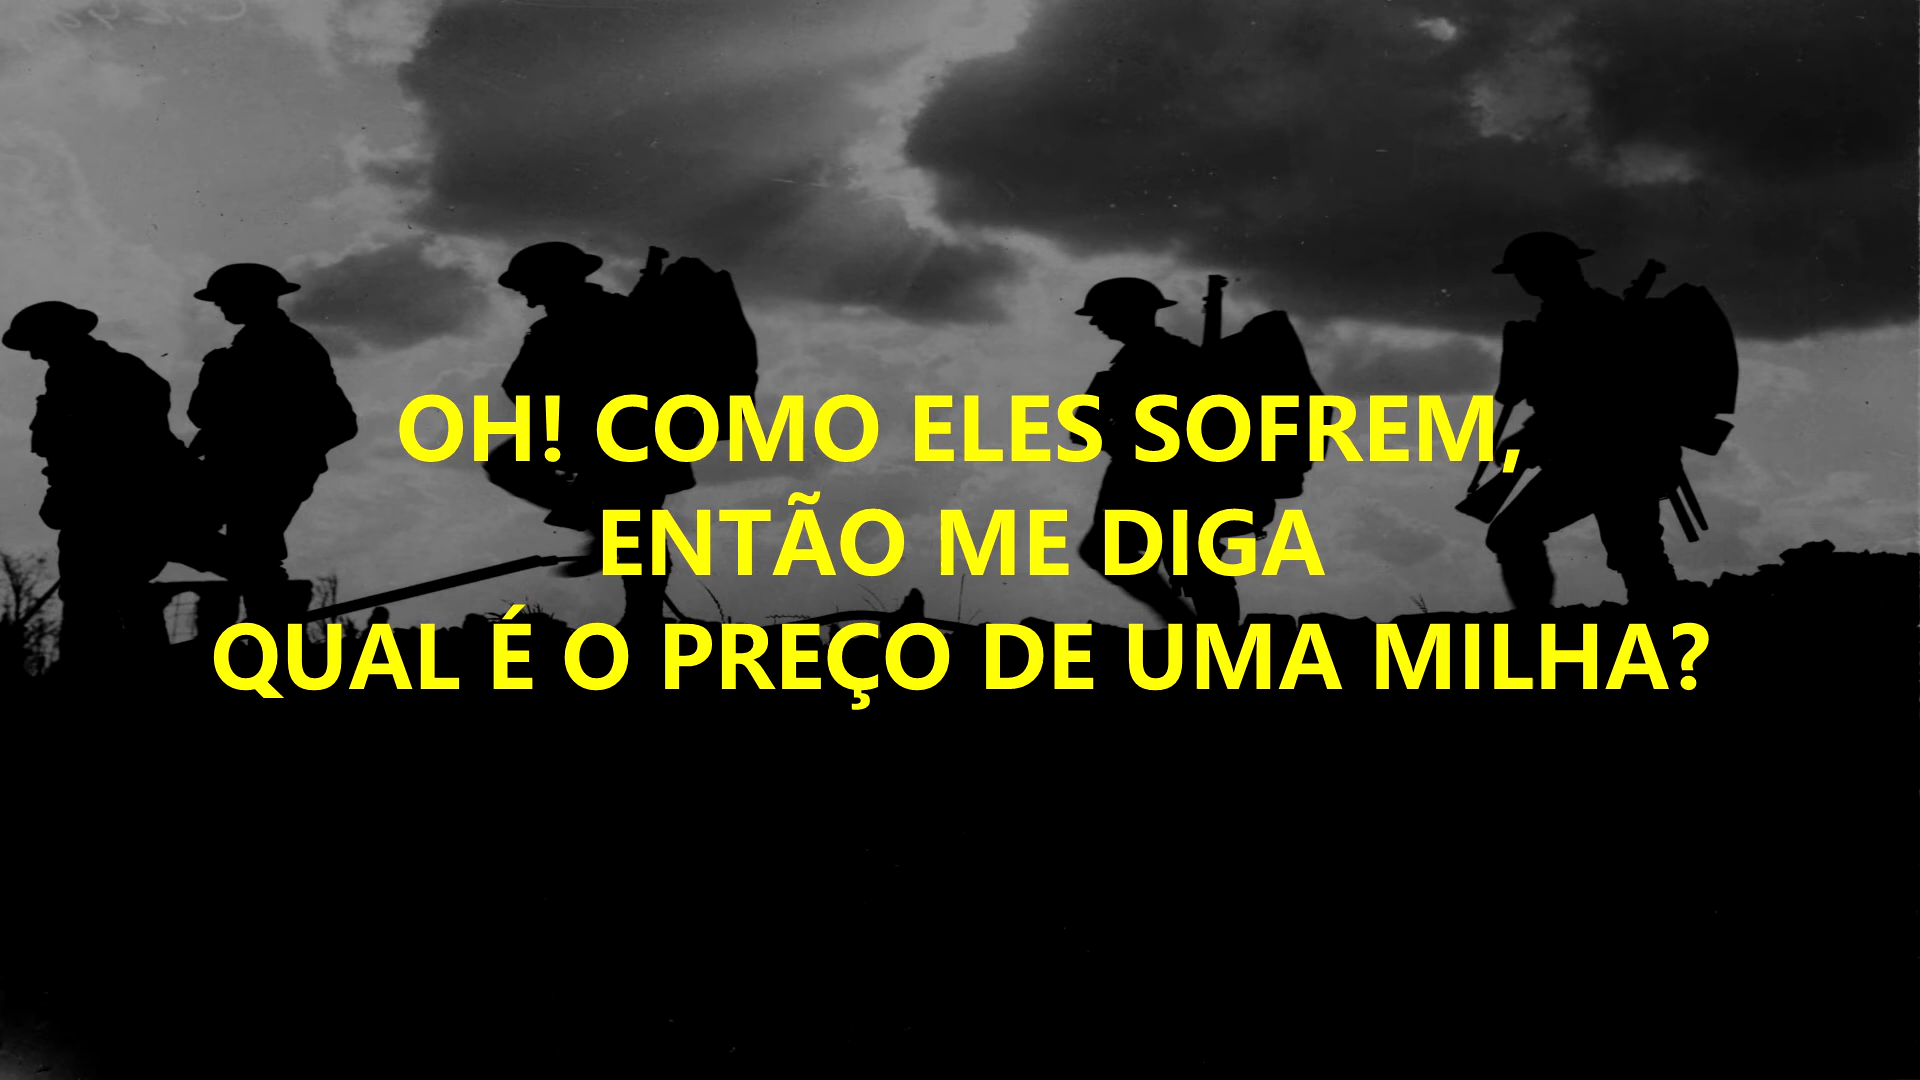 OH! COMO ELES SOFREM,
ENTÃO ME DIGA
QUAL É O PREÇO DE UMA MILHA?